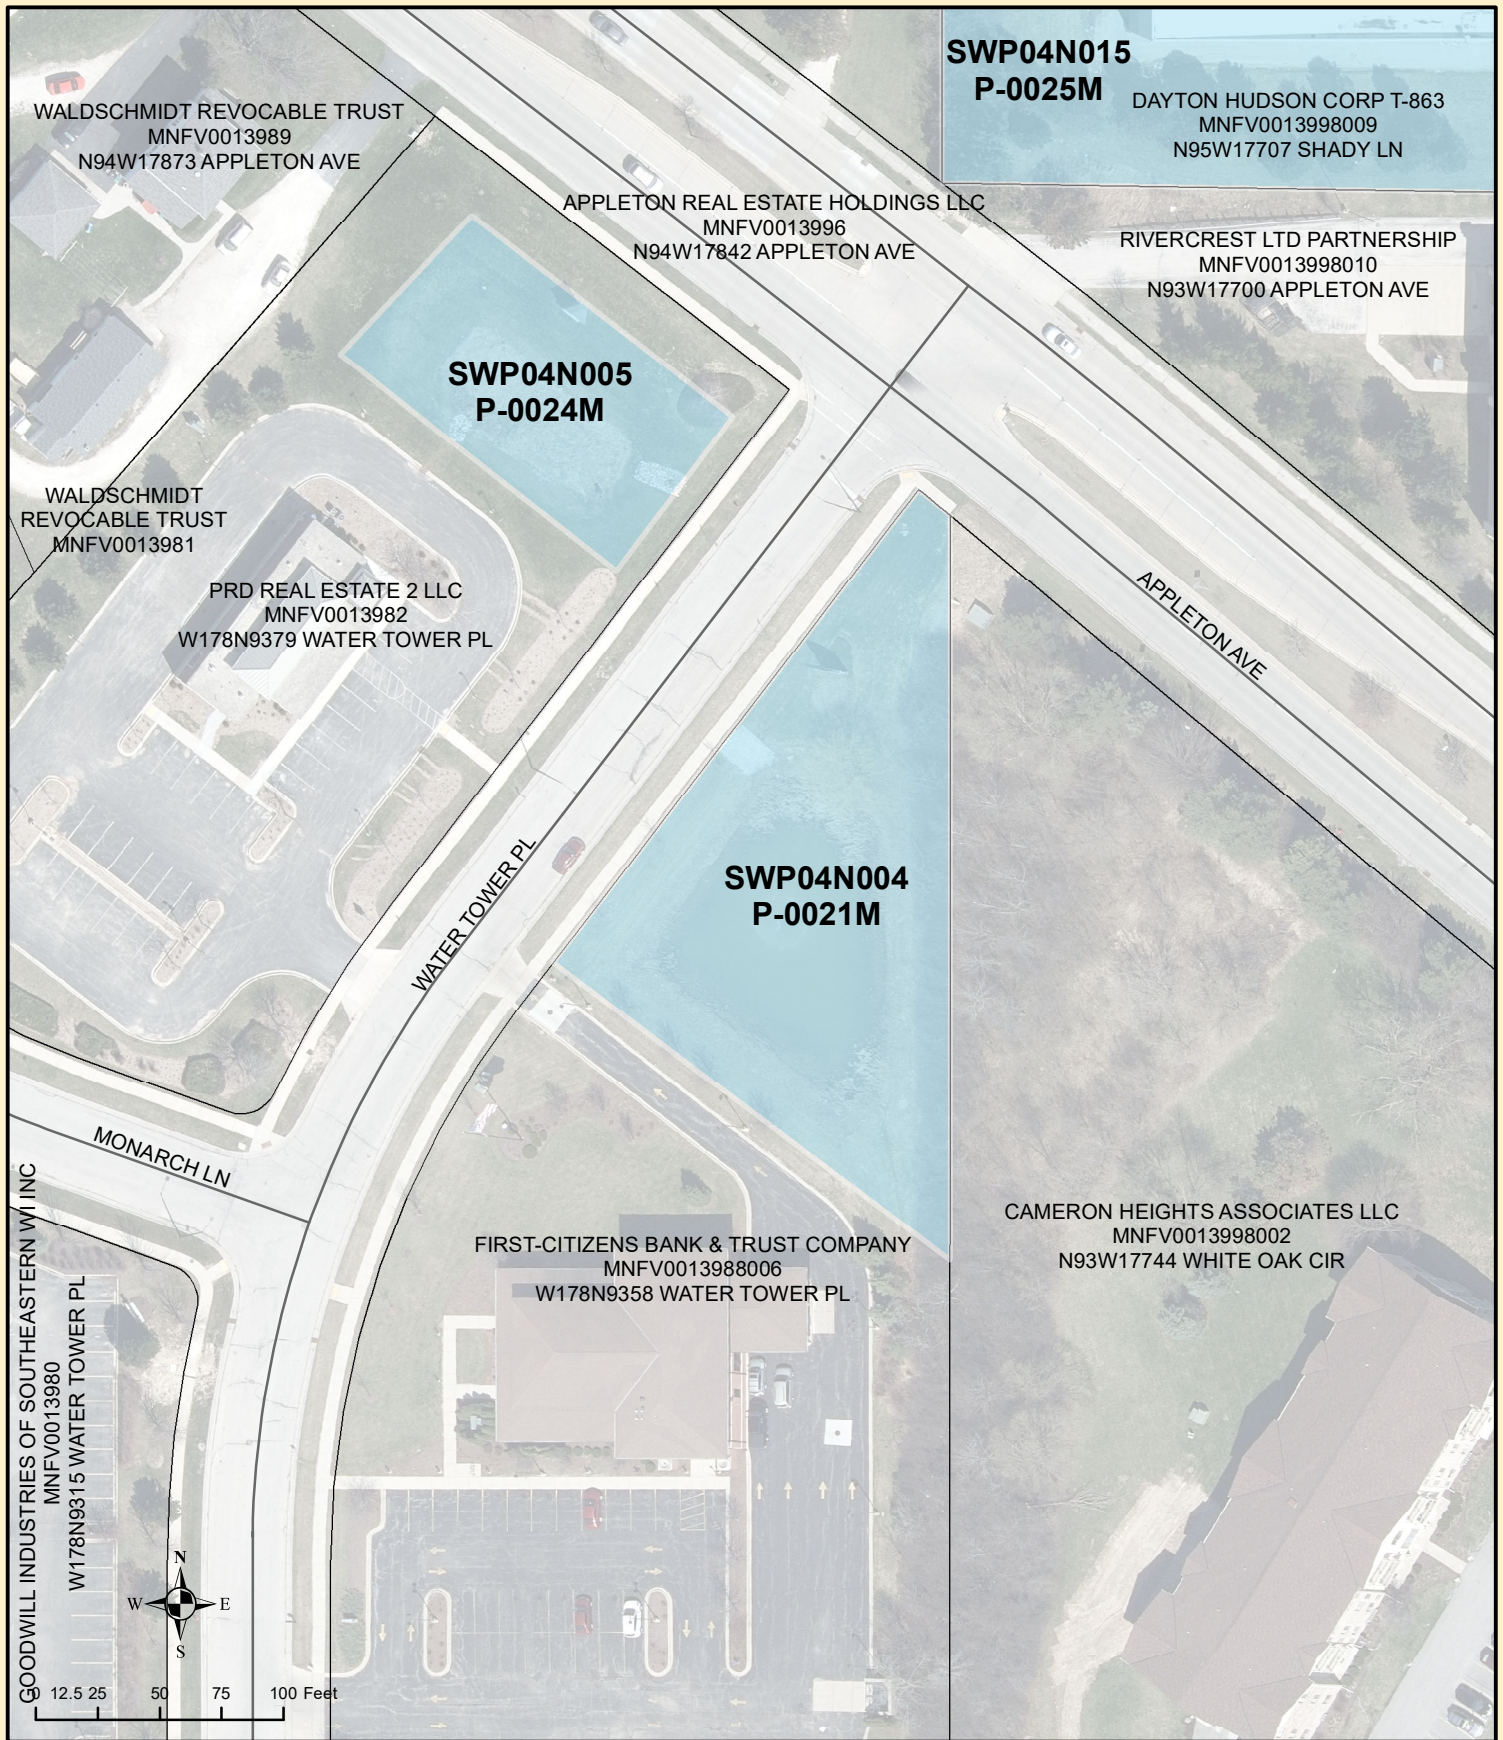 SWP04N015
P-0025M
DAYTON HUDSON CORP T-863
MNFV0013998009
N95W17707 SHADY LN
WALDSCHMIDT REVOCABLE TRUST
MNFV0013989
N94W17873 APPLETON AVE
APPLETON REAL ESTATE HOLDINGS LLC
MNFV0013996
N94W17842 APPLETON AVE
RIVERCREST LTD PARTNERSHIP
MNFV0013998010
N93W17700 APPLETON AVE
SWP04N005
P-0024M
WALDSCHMIDT
REVOCABLE TRUST
MNFV0013981
PRD REAL ESTATE 2 LLC
MNFV0013982
W178N9379 WATER TOWER PL
APPLETON AVE
WATER TOWER PL
SWP04N004
P-0021M
MONARCH LN
CAMERON HEIGHTS ASSOCIATES LLC
MNFV0013998002
N93W17744 WHITE OAK CIR
FIRST-CITIZENS BANK & TRUST COMPANY
MNFV0013988006
W178N9358 WATER TOWER PL
GOODWILL INDUSTRIES OF SOUTHEASTERN WI INC
MNFV0013980
W178N9315 WATER TOWER PL
N
W E
S
0 12.5 25 50 75 100 Feet